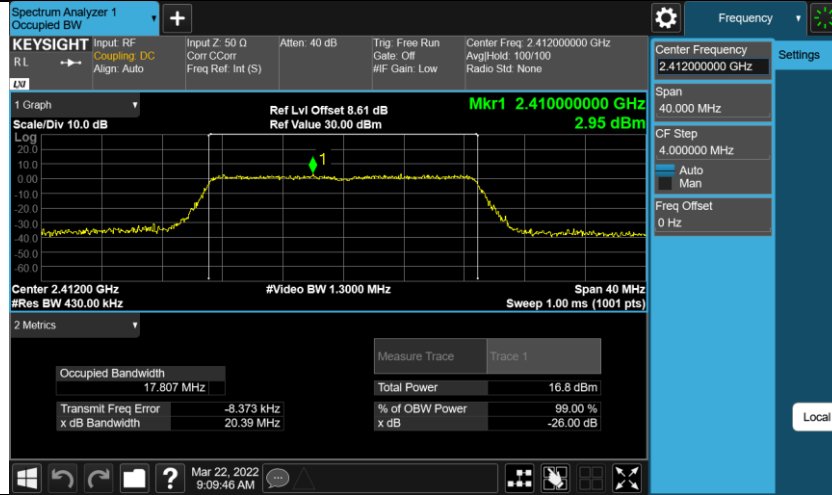 Spectrum Analyzer 1
Occupied BW
Frequency
KEYSIGHT
RL
LXI
Input: RF
Coupling: DC
Align: Auto
Input Z: 50 Ω
Corr CCorr
Freq Ref: Int (S)
Atten: 40 dB
Trig: Free Run
Gate: Off
#IF Gain: Low
Center Freq: 2.412000000 GHz
Avg|Hold: 100/100
Radio Std: None
Center Frequency
2.412000000 GHz
Settings
Span
40.000 MHz
CF Step
4.000000 MHz
Auto
Man
Freq Offset
0 Hz
Local
1 Graph
Scale/Div 10.0 dB
Ref Lvl Offset 8.61 dB
Ref Value 30.00 dBm
Mkr1 2.410000000 GHz
2.95 dBm
Log
20.0
10.0
0.00
-10.0
-20.0
-30.0
-40.0
-50.0
-60.0
1
Center 2.41200 GHz
#Res BW 430.00 kHz
#Video BW 1.3000 MHz
Span 40 MHz
Sweep 1.00 ms (1001 pts)
2 Metrics
Measure Trace Trace 1
Occupied Bandwidth
17.807 MHz
Total Power 16.8 dBm
Transmit Freq Error -8.373 kHz
% of OBW Power 99.00 %
x dB Bandwidth 20.39 MHz
x dB -26.00 dB
?
Mar 22, 2022
9:09:46 AM